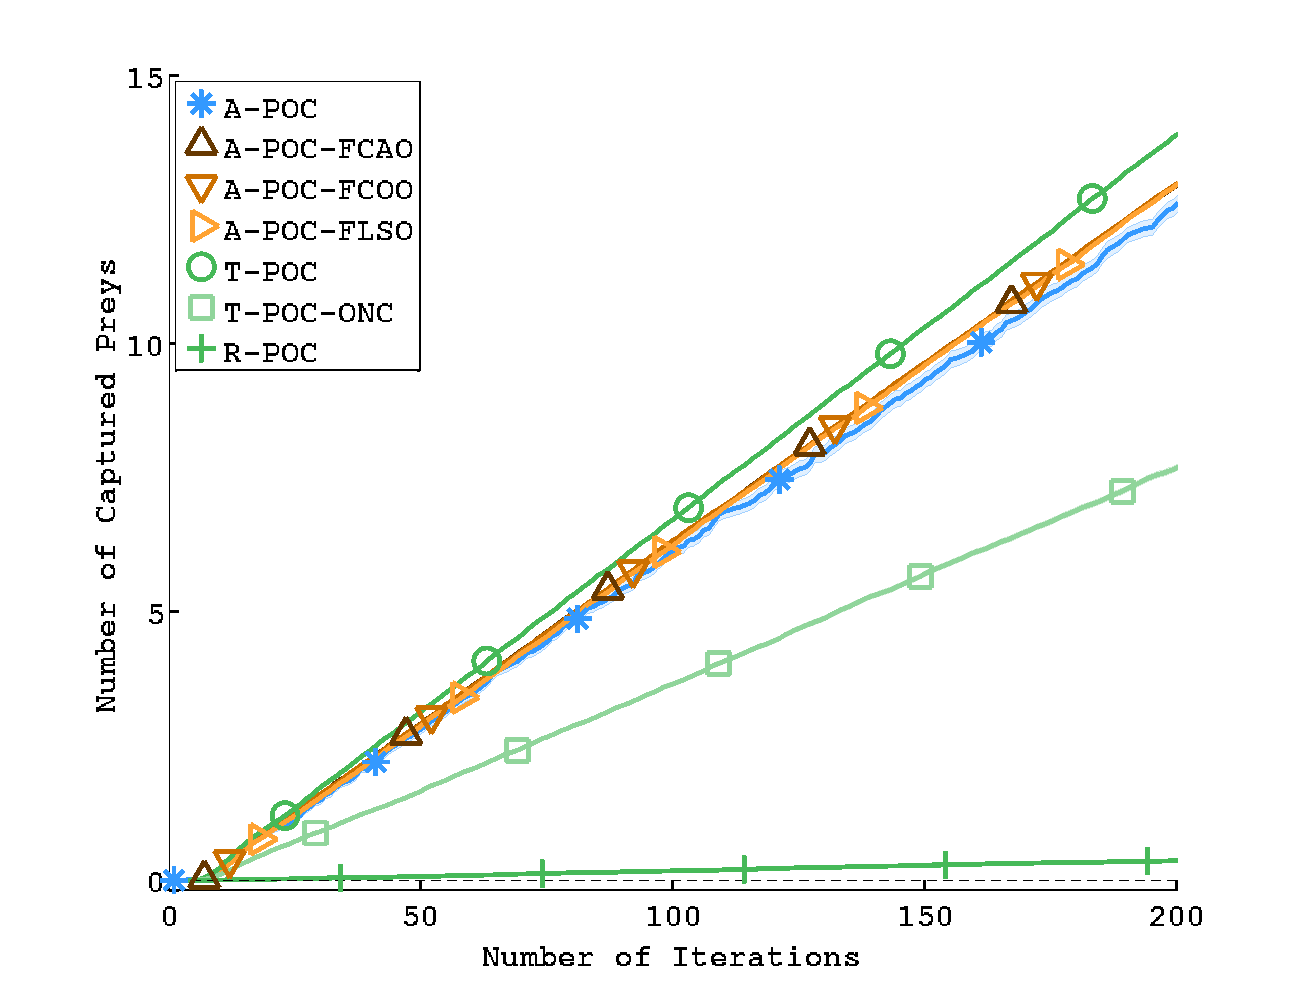 15
A-POC
A-POC-FCAO
A-POC-FCOO
A-POC-FLSO
T-POC
T-POC-ONC
R-POC
10
5
0
Number of Captured Preys
0 50 100 150 200
Number of Iterations